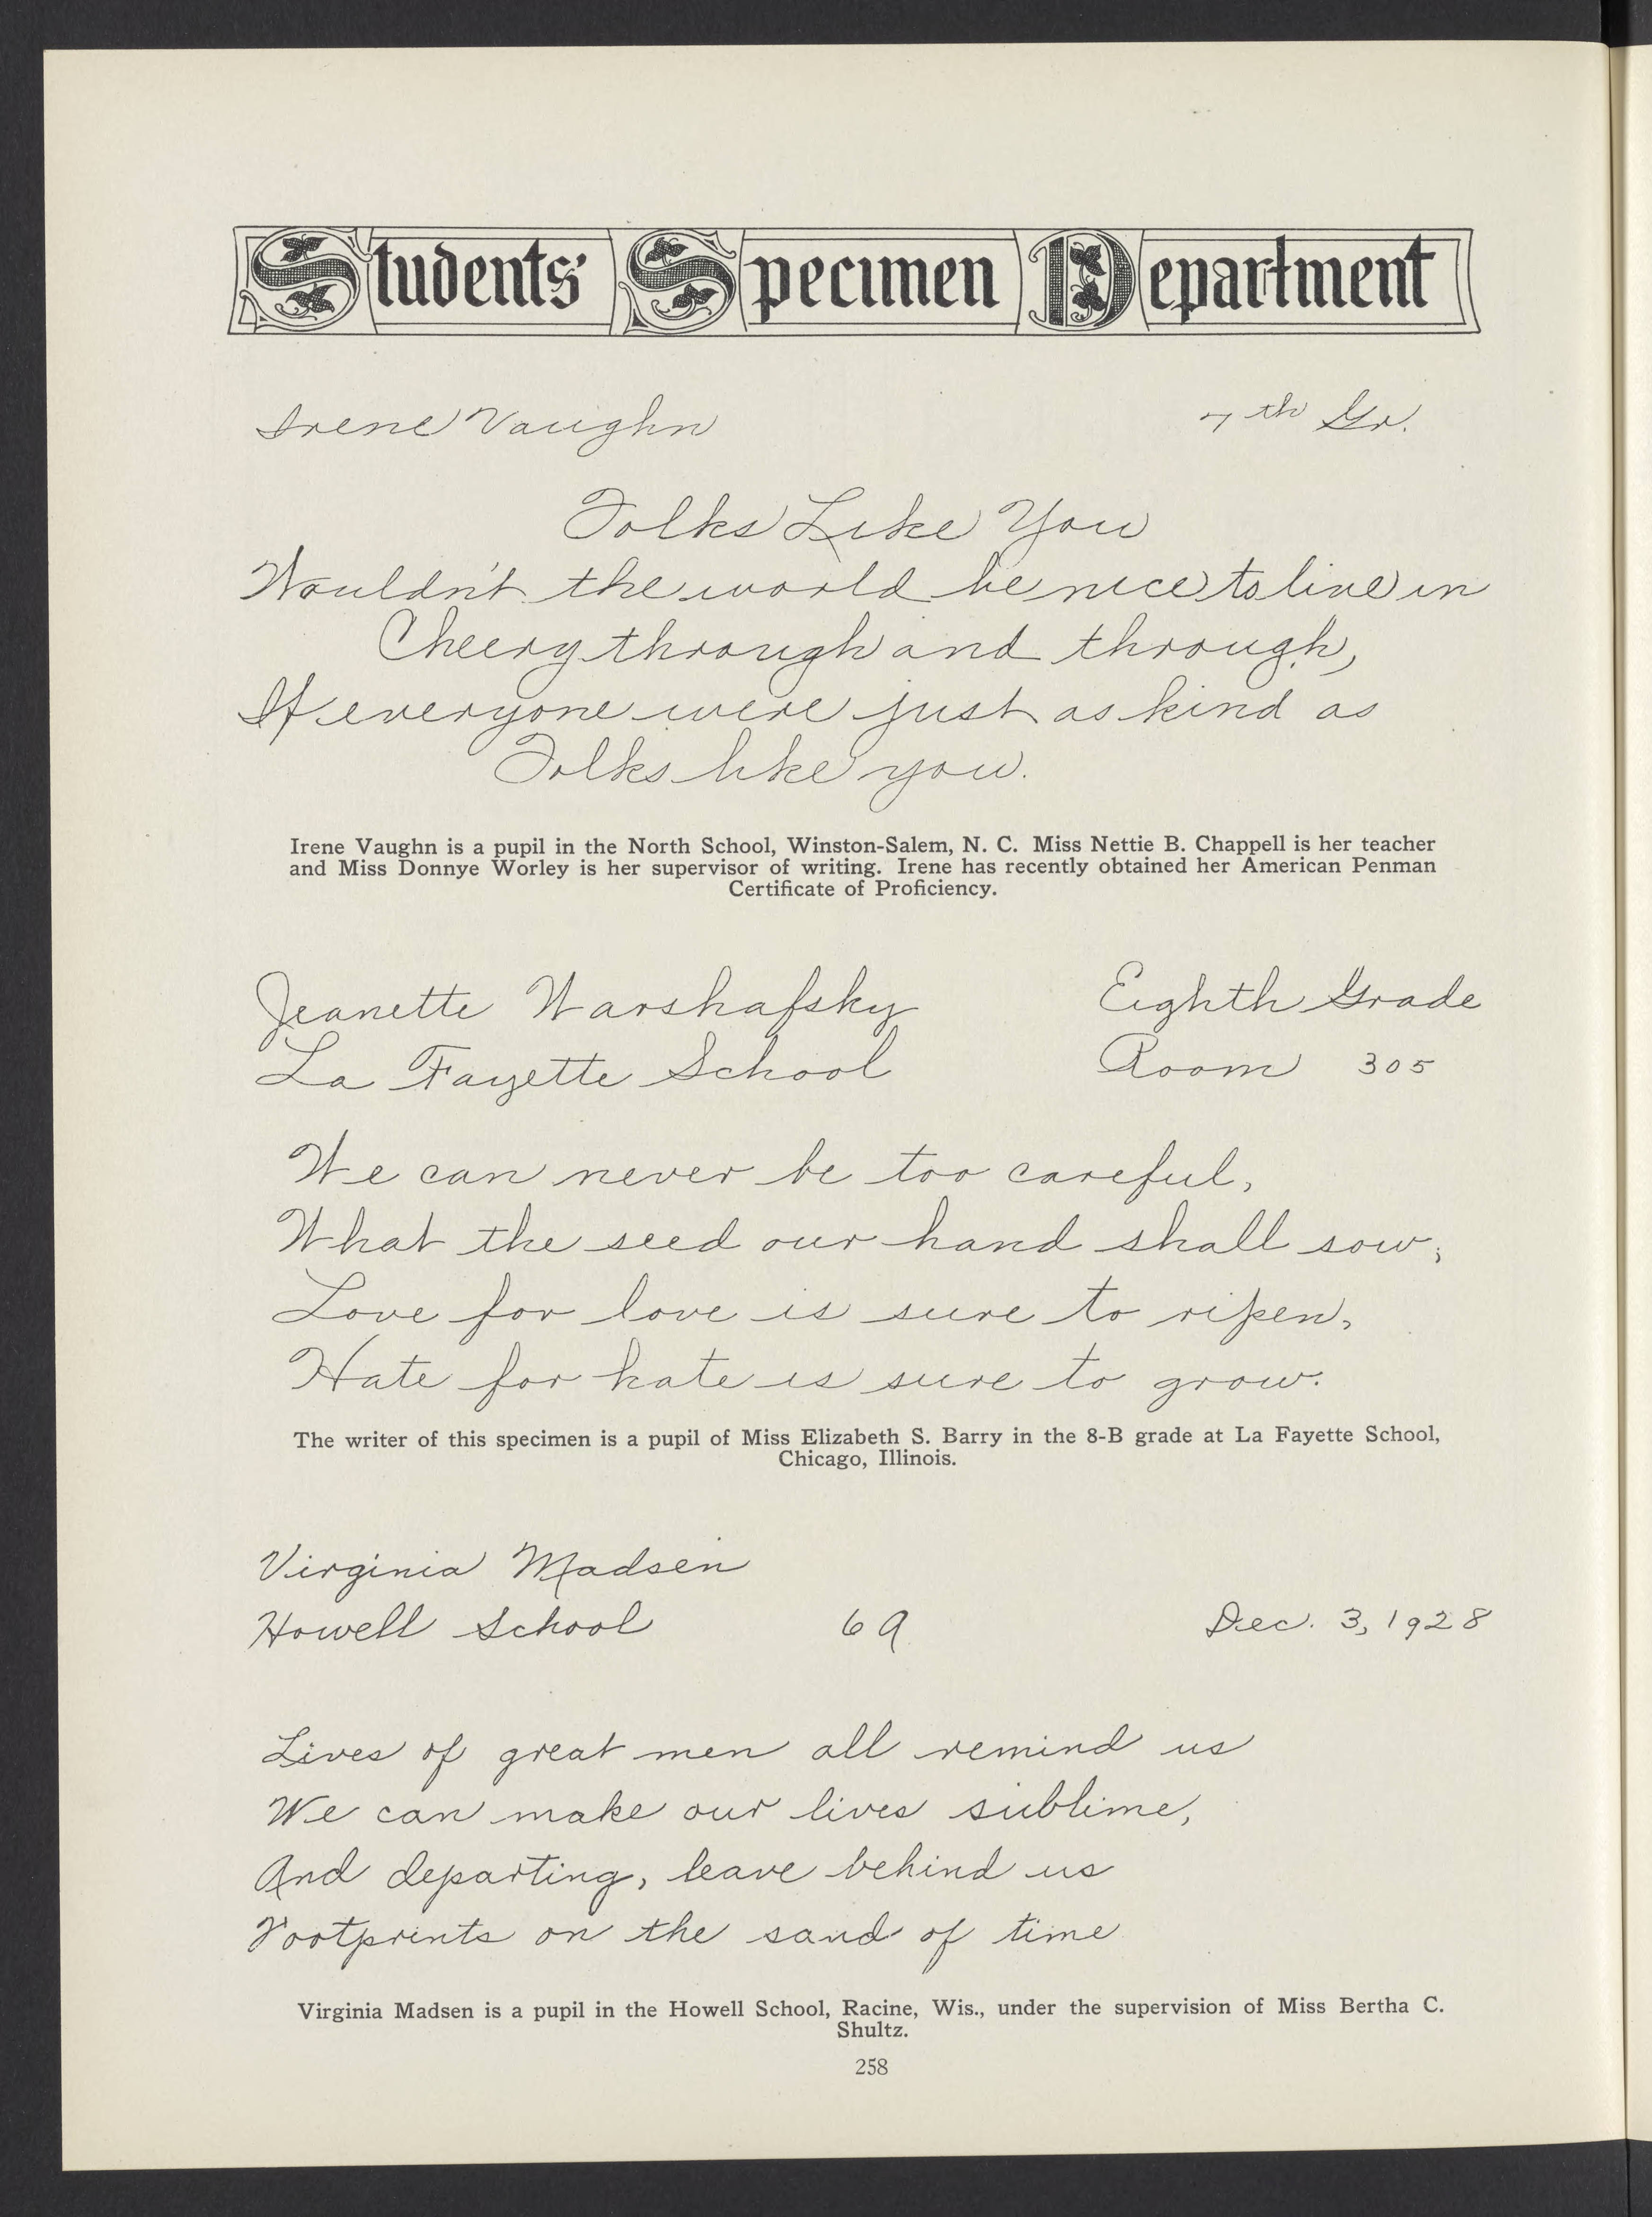 Students' Specimen Department
Irene Vaughn 7th Gr.
Folks Like You
Wouldn't the world be nice to live in
Cheery through and through,
If everyone were just as kind as
Folks like you.
Irene Vaughn is a pupil in the North School, Winston-Salem, N. C. Miss Nettie B. Chappell is her teacher
and Miss Donnye Worley is her supervisor of writing. Irene has recently obtained her American Penman
Certificate of Proficiency.
Jeanette Warshafsky Eighth Grade
La Fayette School Room 305
We can never be too careful,
What the seed our hand shall sow;
Love for love is sure to ripen,
Hate for hate is sure to grow.
The writer of this specimen is a pupil of Miss Elizabeth S. Barry in the 8-B grade at La Fayette School,
Chicago, Illinois.
Virginia Madsen
Howell School 6A Dec. 3, 1928
Lives of great men all remind us
We can make our lives sublime,
And departing, leave behind us
Footprints on the sand of time
Virginia Madsen is a pupil in the Howell School, Racine, Wis., under the supervision of Miss Bertha C.
Shultz.
258